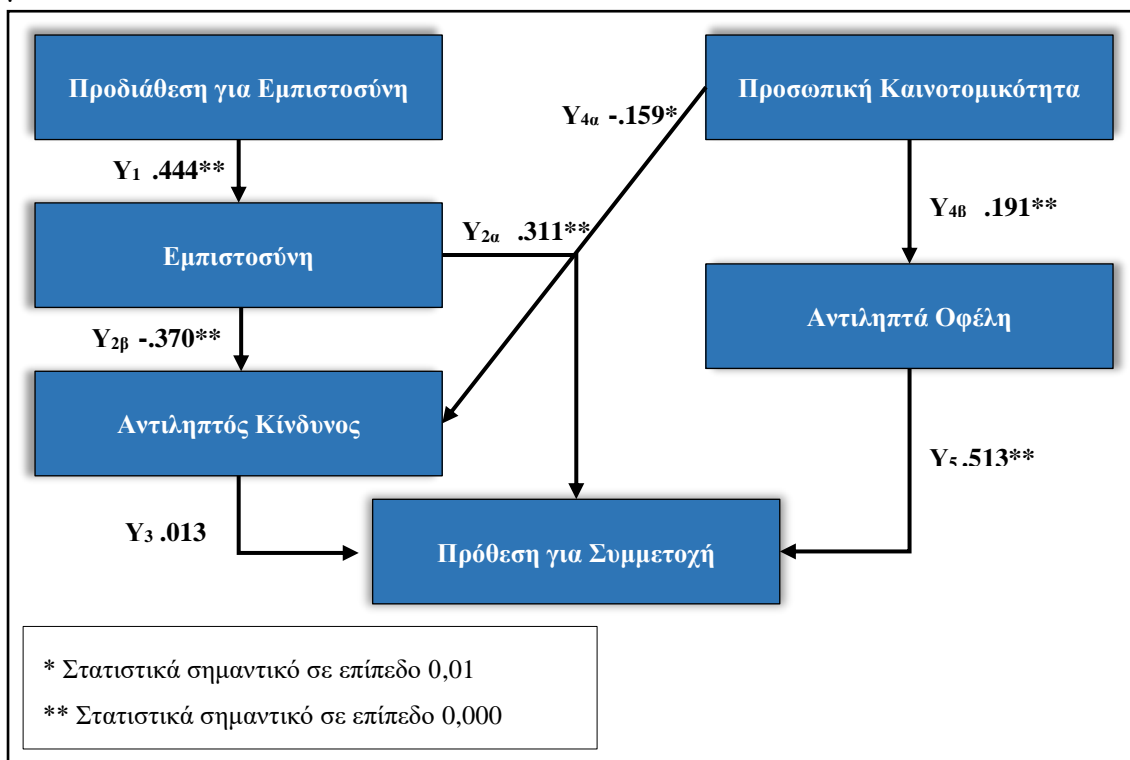 Προδιάθεση για Εμπιστοσύνη
Προσωπική Καινοτομικότητα
Υ4α -.159*
Υ1 .444**
Υ4β .191**
Υ2α .311**
Εμπιστοσύνη
Αντιληπτά Οφέλη
Υ2β -.370**
Αντιληπτός Κίνδυνος
Υ5 .513**
Υ3 .013
Πρόθεση για Συμμετοχή
* Στατιστικά σημαντικό σε επίπεδο 0,01
** Στατιστικά σημαντικό σε επίπεδο 0,000